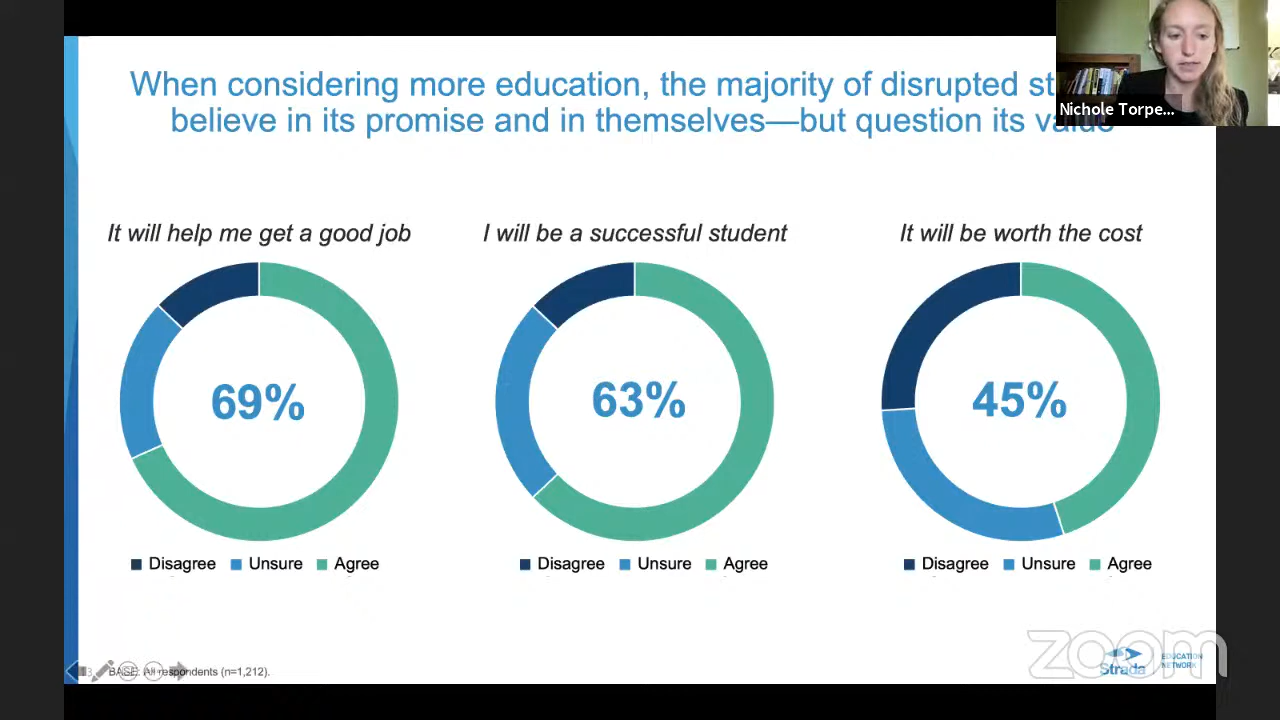 When considering more education, the majority of disrupted
believe in its promise and in themselves—but question its value
Nichole Torpe...
It will help me get a good job
I will be a successful student
It will be worth the cost
69%
63%
45%
Disagree Unsure Agree
Disagree Unsure Agree
Disagree Unsure Agree
BASE: All respondents (n=1,212).
zoom
Strada EDUCATION
NETWORK